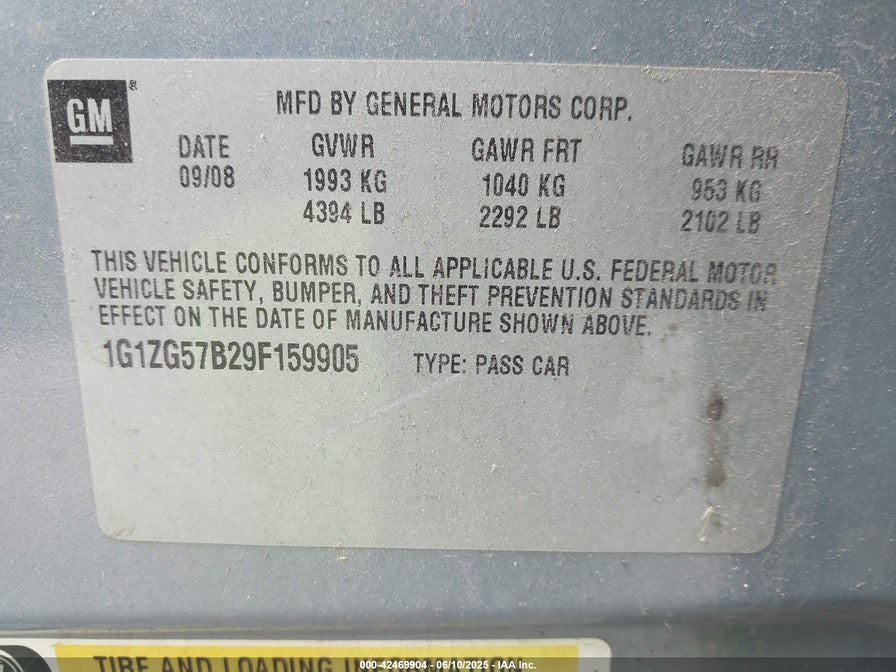 GM®
MFD BY GENERAL MOTORS CORP.
DATE GVWR GAWR FRT GAWR RR
09/08 1993 KG 1040 KG 953 KG
4394 LB 2292 LB 2102 LB
THIS VEHICLE CONFORMS TO ALL APPLICABLE U.S. FEDERAL MOTOR
VEHICLE SAFETY, BUMPER, AND THEFT PREVENTION STANDARDS IN
EFFECT ON THE DATE OF MANUFACTURE SHOWN ABOVE.
1G1ZG57B29F159905 TYPE: PASS CAR
TIRE AND LOADING INFORMATION
000-42469904 - 06/10/2025 - IAA Inc.